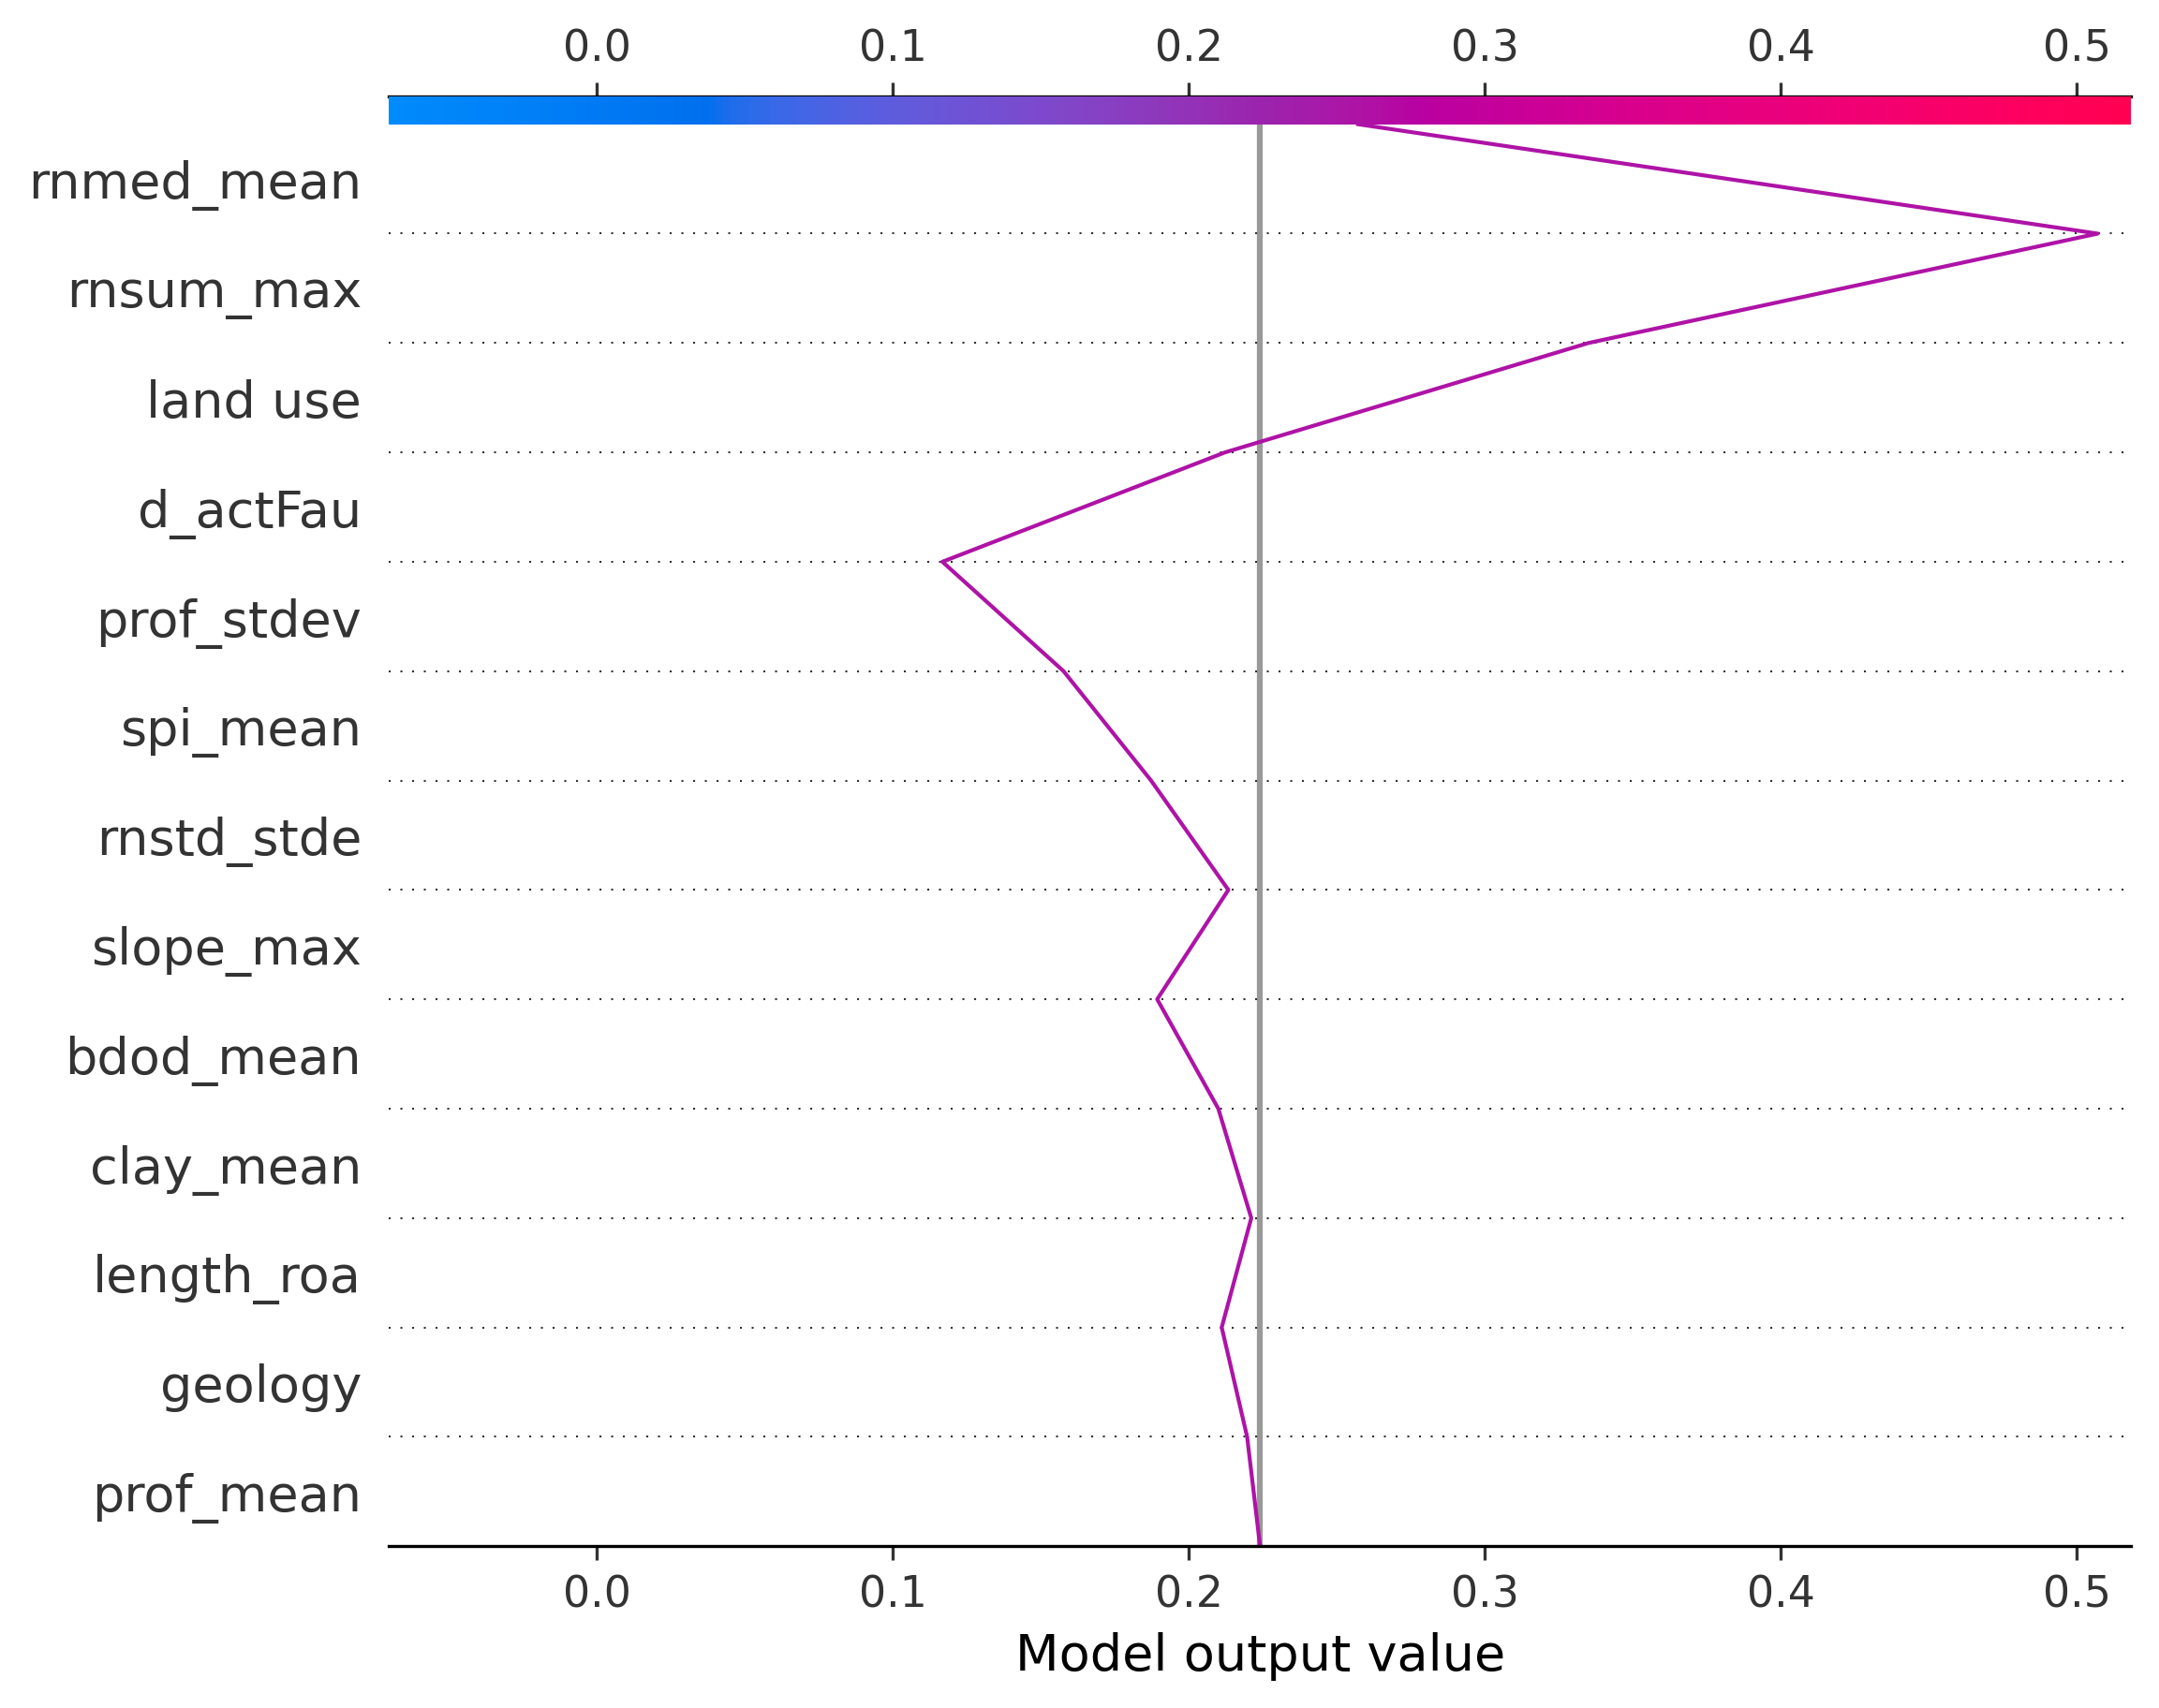 0.0 0.1 0.2 0.3 0.4 0.5
rnmed_mean
rnsum_max
land use
d_actFau
prof_stdev
spi_mean
rnstd_stde
slope_max
bdod_mean
clay_mean
length_roa
geology
prof_mean
0.0 0.1 0.2 0.3 0.4 0.5
Model output value